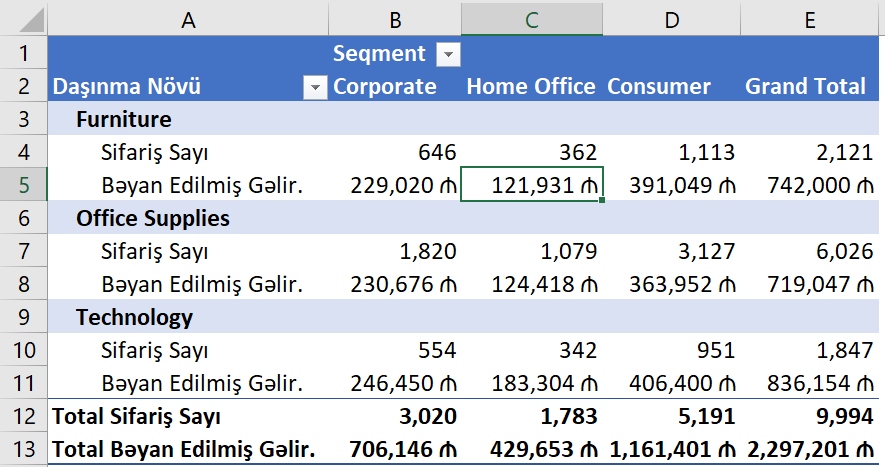 A B C D E
1 Seqment
2 Daşınma Növü Corporate Home Office Consumer Grand Total
3 Furniture
4 Sifariş Sayı 646 362 1,113 2,121
5 Bəyan Edilmiş Gəlir. 229,020 ₼ 121,931 ₼ 391,049 ₼ 742,000 ₼
6 Office Supplies
7 Sifariş Sayı 1,820 1,079 3,127 6,026
8 Bəyan Edilmiş Gəlir. 230,676 ₼ 124,418 ₼ 363,952 ₼ 719,047 ₼
9 Technology
10 Sifariş Sayı 554 342 951 1,847
11 Bəyan Edilmiş Gəlir. 246,450 ₼ 183,304 ₼ 406,400 ₼ 836,154 ₼
12 Total Sifariş Sayı 3,020 1,783 5,191 9,994
13 Total Bəyan Edilmiş Gəlir. 706,146 ₼ 429,653 ₼ 1,161,401 ₼ 2,297,201 ₼